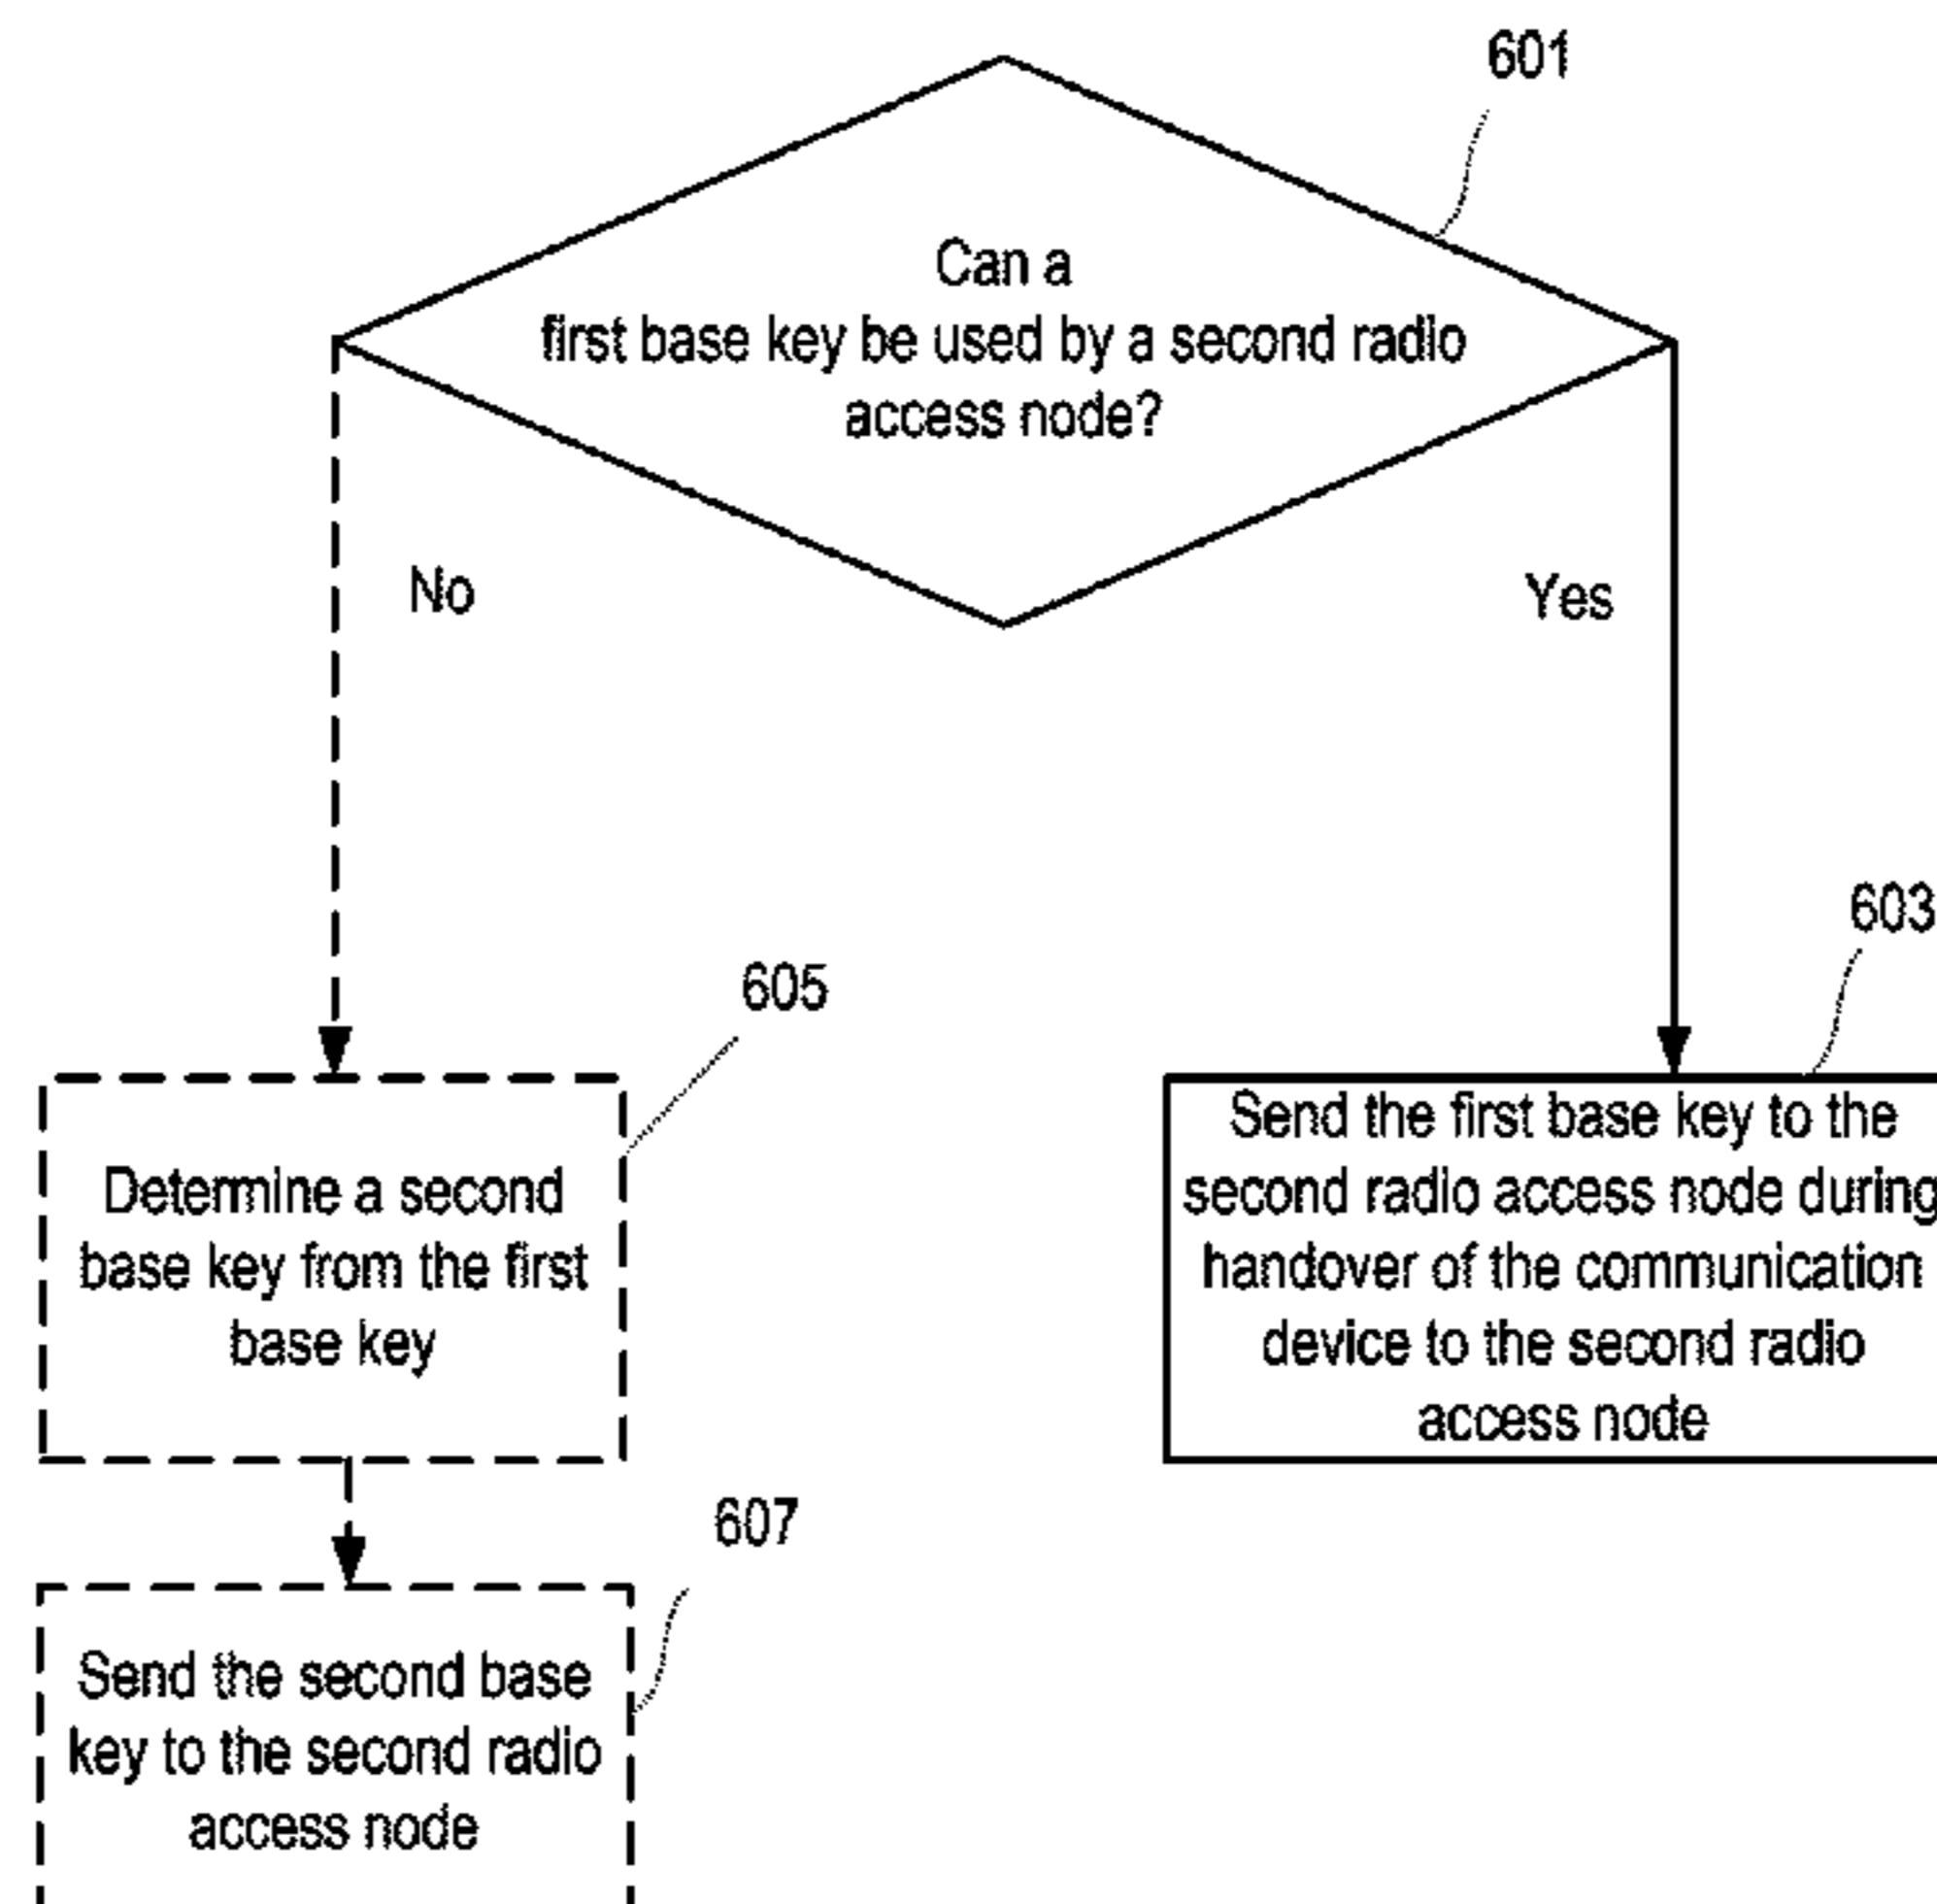 601
Can a
first base key be used by a second radio
access node?
No
Yes
603
605
Send the first base key to the
second radio access node during
handover of the communication
device to the second radio
access node
Determine a second
base key from the first
base key
607
Send the second base
key to the second radio
access node